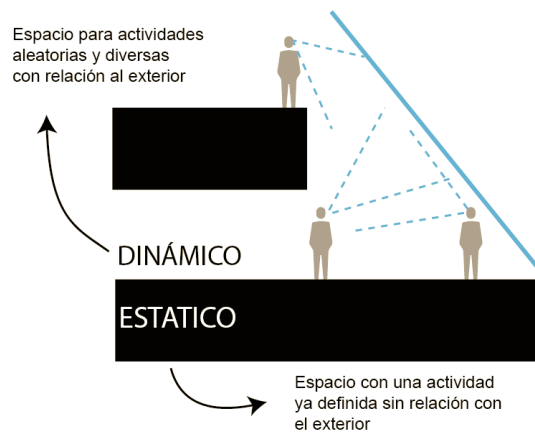 Espacio para actividades
aleatorias y diversas
con relación al exterior
DINÁMICO
ESTATICO
Espacio con una actividad
ya definida sin relación con
el exterior